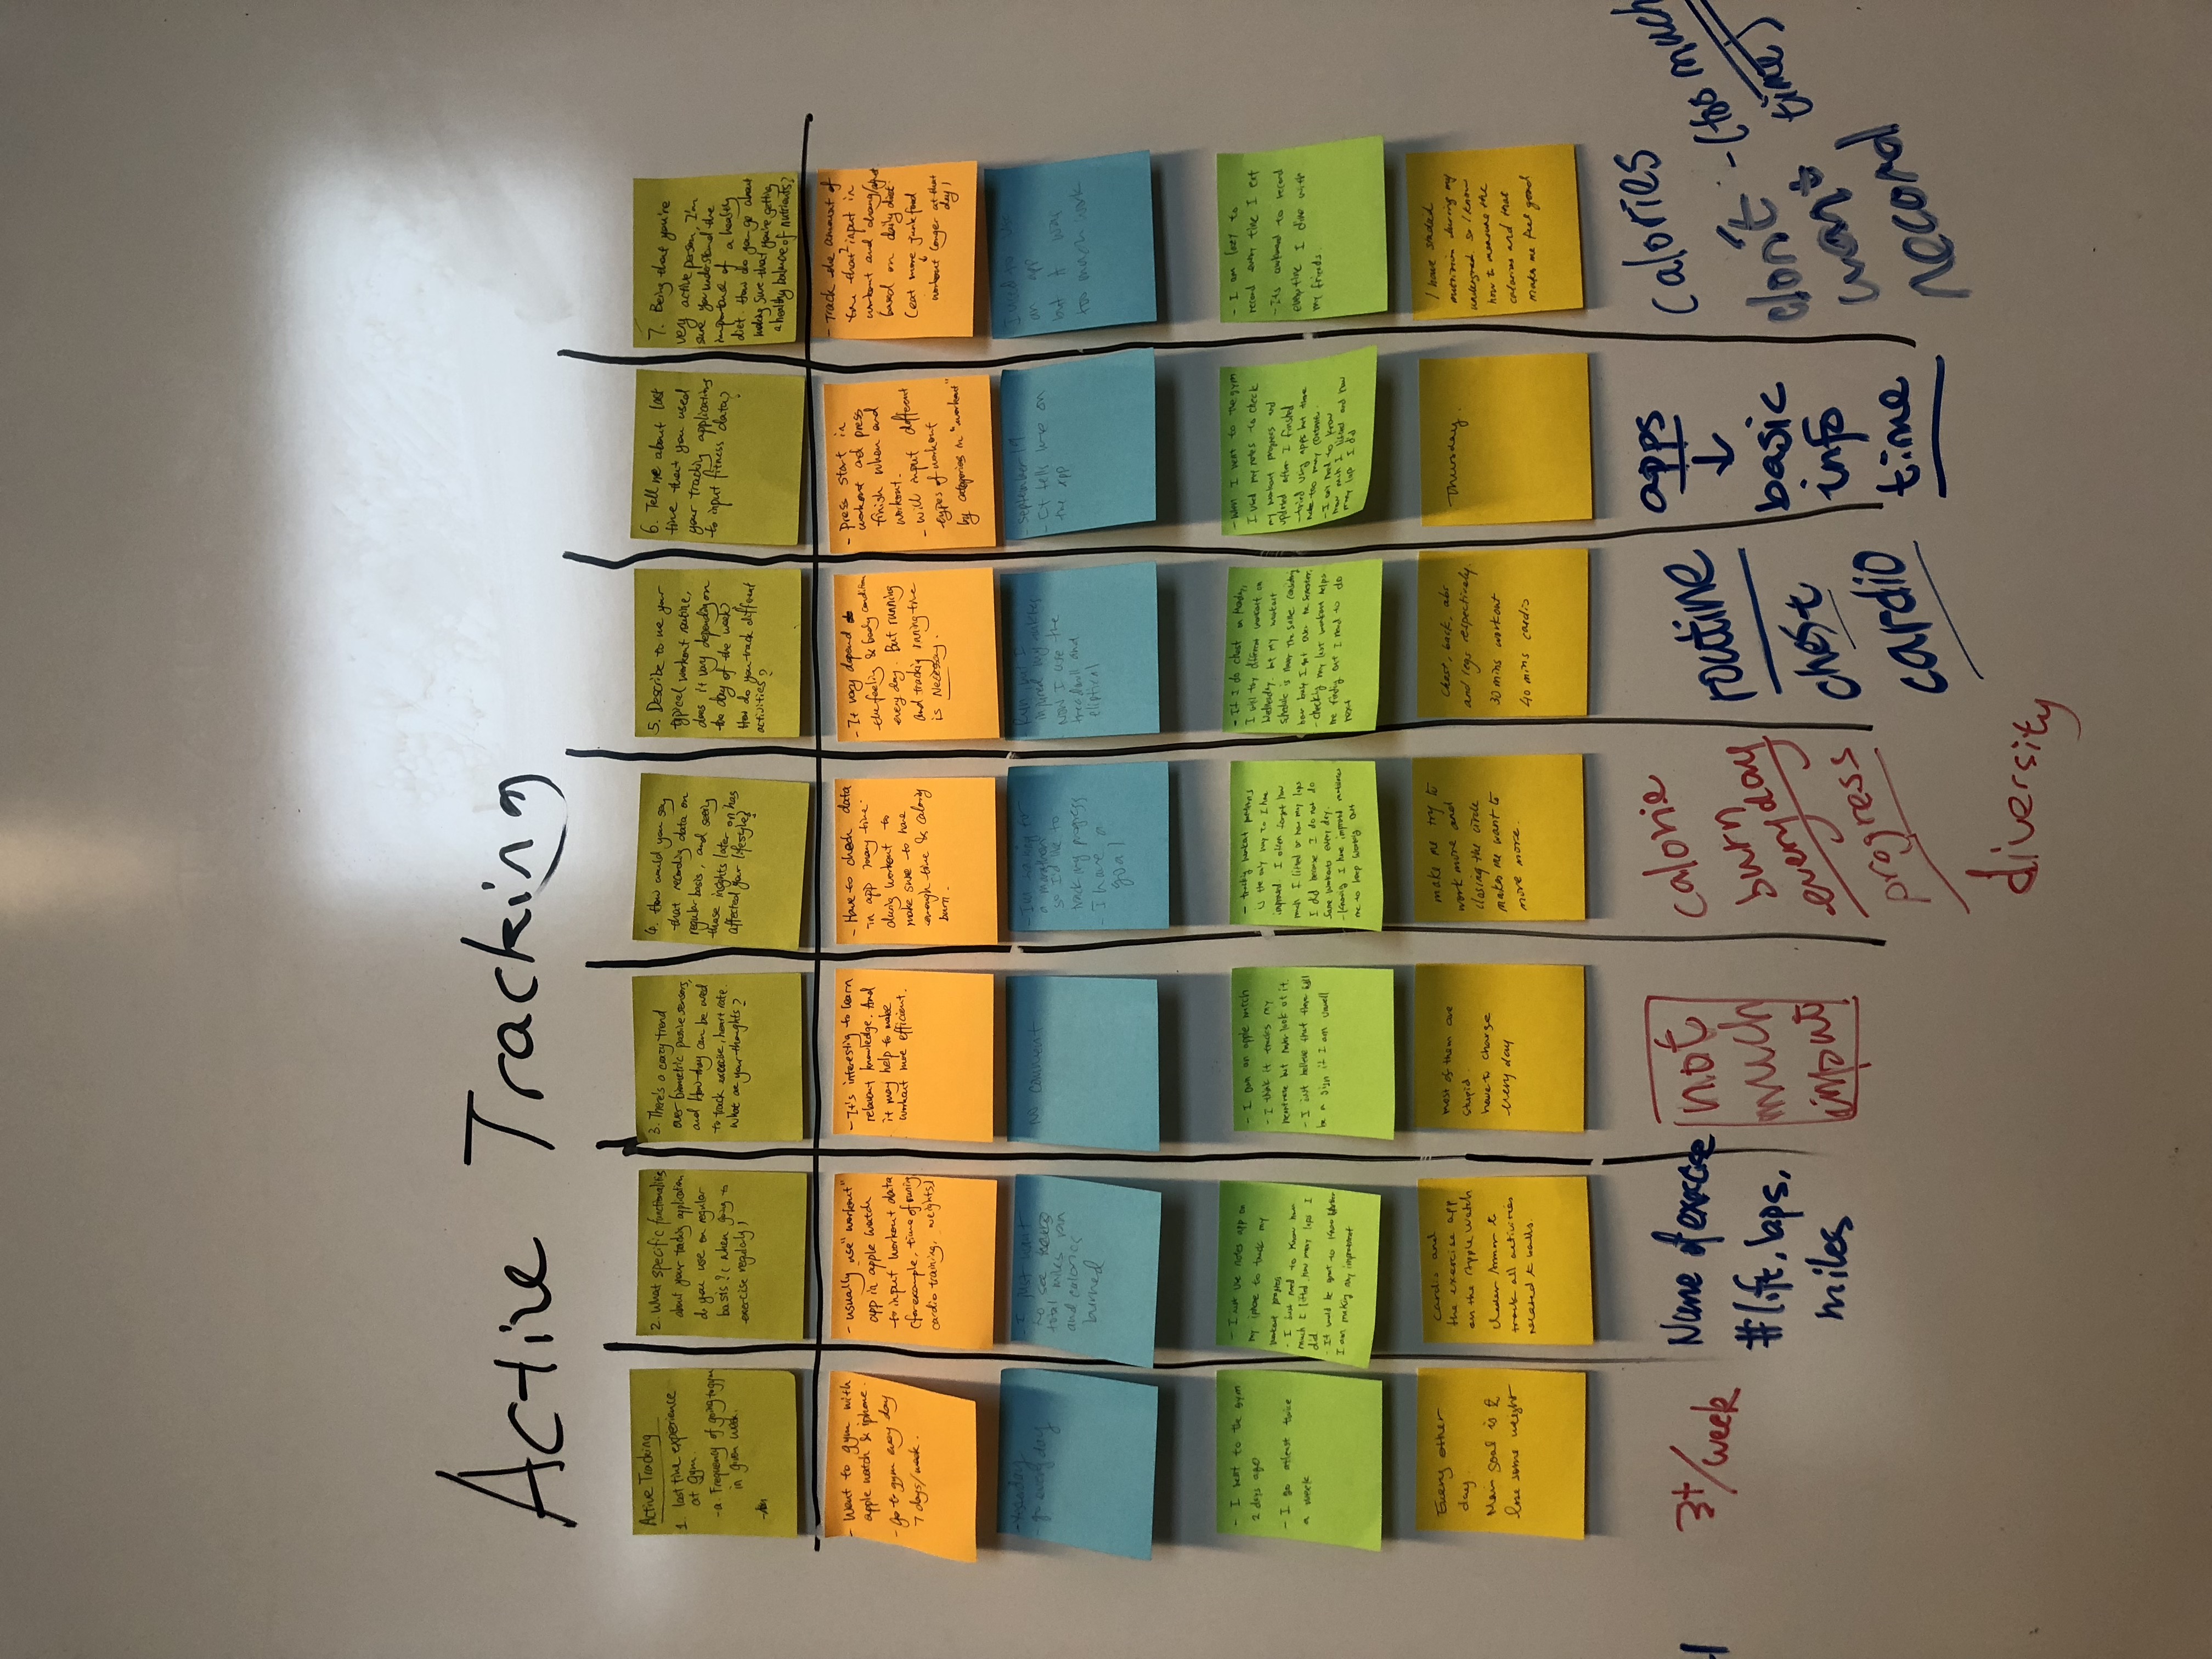 Active Tracking
Active Tracking
1. last time experience
at gym.
-a. Frequency of going to gym
in given week.
2. What specific functionalities
about your tracking application
do you use on regular
basis? (when going to
exercise regularly)
3. There's a crazy trend
over biometric passive sensors,
and how they can be used
to track exercise, heart rate.
What are your thoughts?
4. How would you say
that recording data on
regular basis, and seeing
these insights later on has
affected your lifestyle?
5. Describe to me your
typical workout routine,
does it vary depending on
the day of the week?
How do you track different
activities?
6. Tell me about last
time that you used
your tracking applications
to input fitness data?
7. Being that you're
very active person, I'm
sure you understand the
importance of a healthy
diet. How do you go about
making sure that you're getting
a healthy balance of nutrients?
- Went to gym with
apple watch & iphone.
- go to gym every day
7 days/week.
- usually use "workout"
app in apple watch
to input workout data
(for example, time of runing,
cardio training, weights)
- It's interesting to learn
relevant knowledge. And
it may help to make
workout more efficient.
- Have to check data
in app many time
during workout to
make sure to have
enough time & calory
burn.
- It vary depend
the feeling & body condition
every day. But running
and trackig running time
is Necessay.
- press start in
workout and press
finish when end
workout.
- will input different
types of workout
by categories in "workout"
- Track the amount of
time that I input in
workout and chang/adjust
based on daily diet.
(eat more junkfood
↓
workout longer at that
day)
- Yesterday
- go every day
- I just want
to see
total miles ran
and calories
burned
No comment
- I'm training for
a marathon
so I'd like to
tracking progress
- I have a
goal
- Run, but I
injured my
Now I use the
treadmill and
eliptical
- September 19
- It tells me on
the app
I used to use
an app
but it was
too much work
- I went to the gym
2 days ago
- I go atleast twice
a week
- I just use notes app on
my iphone to track my
workout progress
- I just need to know how
much I lifted, how many laps I
did
- It would be great to know whether
I am making any improvement
- I own an apple watch
- I think it tracks my
heartrate but never look at it.
- I just believe that there will
be a sign if I am unwell
- tracking workout patterns
is the only way to I have
improved. I often forget how
much I lifted or how my laps
I did because I do not do
same workouts every day.
- Knowing I have improved motivates
me to keep working out
- If I do chest on Monday,
I will try different workout on
Wednesday. but my workout
schedule is never the same considering
how busy I get over the semester.
- checking my last workout helps
me finding out I need to do
next
- When I went to the gym
I used my notes to check
my workout progress and
updated after I finished
- tried using apps but there
were too many
- I only need to know
how much I lifted and how
many lap I did
- I am lazy to
record every time I eat
- Its awkward to record
everytime I dine with
my friends.
Every other
day.
Main goal is to
lose some weight
Cardio and
the exercise app
on the Apple Watch
Under Armor to
track all activities
related to
Most of them are
stupid.
have to charge
every day
make me try to
work more and
closing the circle
makes me want to
more more.
Chest, back, abs
and legs respectively.
30 mins workout
40 mins cardio
Thursday.
I have studied
nutrition during my
undergrad. so I know
how to measure the
calories and that
makes me feel good
3+/week
Name of exercise
#lift, laps,
miles
not
much
input
calorie
burn
everyday
progress
diversity
routine
chest
cardio
apps
↓
basic
info
time
Calories
don't
want
record
-(too much
time)